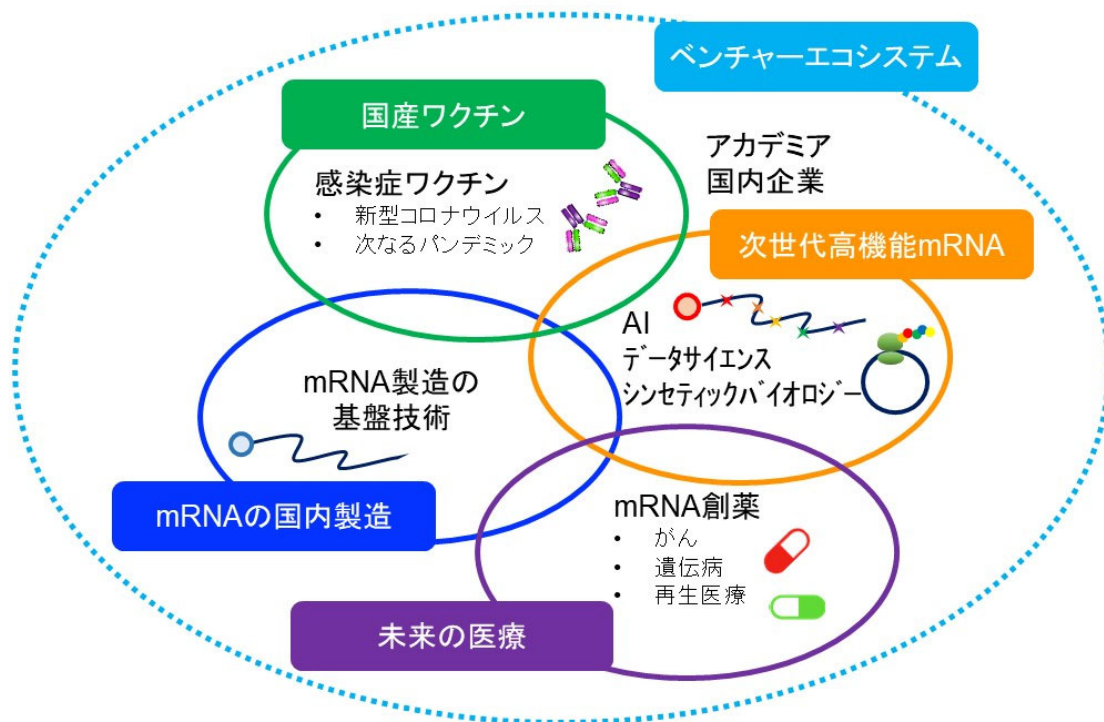 ベンチャーエコシステム
国産ワクチン
感染症ワクチン
• 新型コロナウイルス
• 次なるパンデミック
アカデミア
国内企業
次世代高機能mRNA
AI
ﾃﾞｰﾀｻｲｴﾝｽ
ｼﾝｾﾃｨｯｸﾊﾞｲｵﾛｼﾞｰ
mRNA製造の
基盤技術
mRNAの国内製造
mRNA創薬
• がん
• 遺伝病
• 再生医療
未来の医療